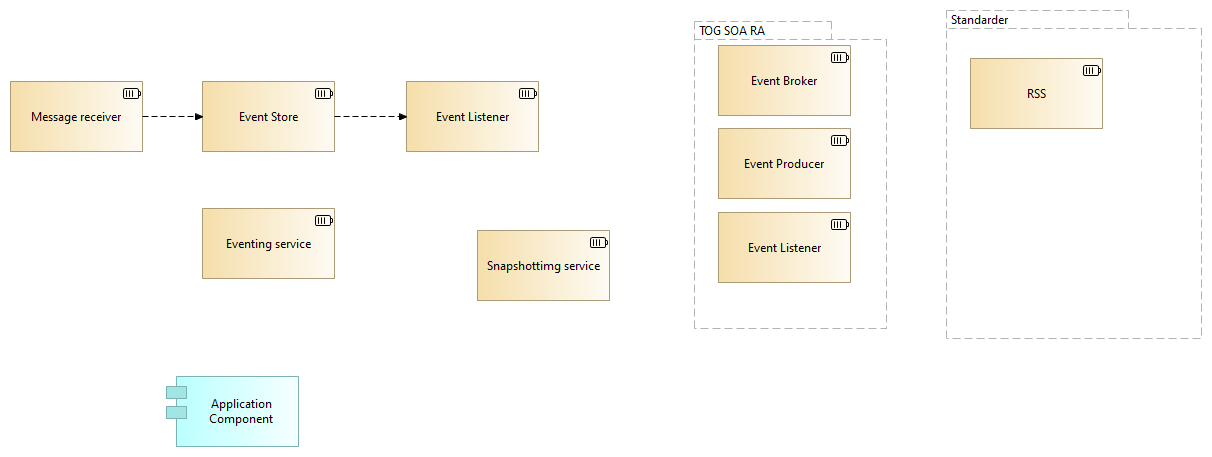 TOG SOA RA
Standarder
Message receiver
Event Store
Event Listener
Event Broker
RSS
Event Producer
Eventing service
Snapshottimg service
Event Listener
Application
Component